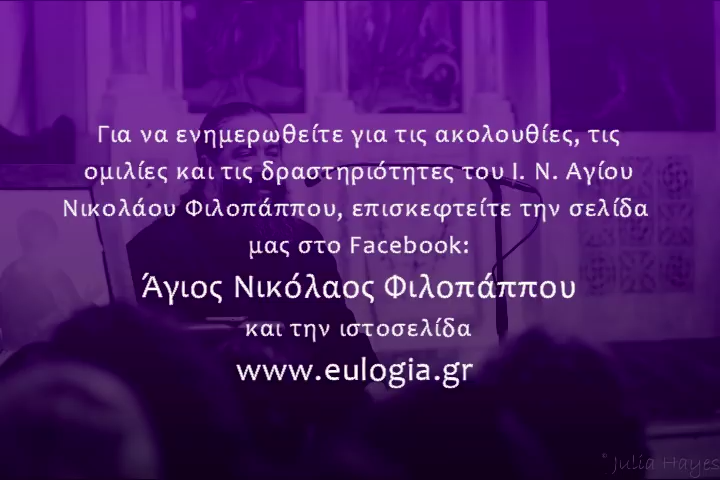 Για να ενημερωθείτε για τις ακολουθίες, τις
ομιλίες και τις δραστηριότητες του Ι. Ν. Αγίου
Νικολάου Φιλοπάππου, επισκεφτείτε την σελίδα
μας στο Facebook:
Άγιος Νικόλαος Φιλοπάππου
και την ιστοσελίδα
www.eulogia.gr
Julia Hayes